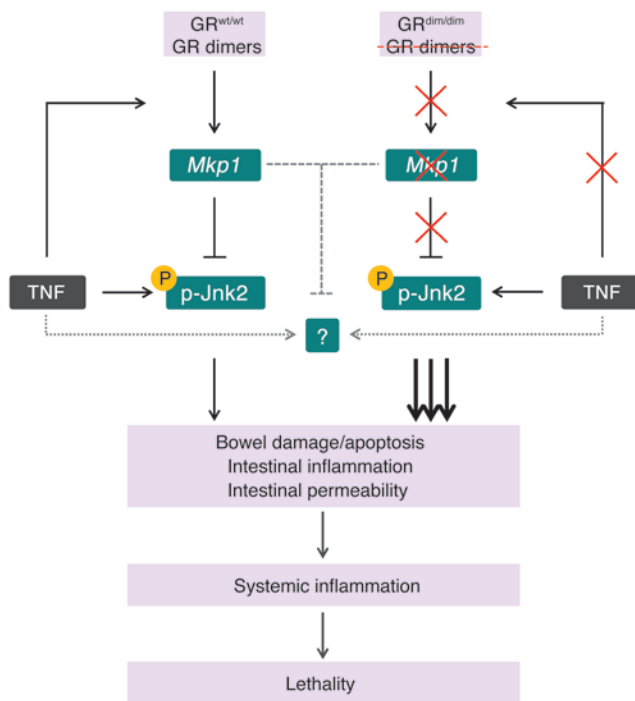 GRwt/wt
GR dimers
GRdim/dim
GR dimers
Mkp1
Mkp1
TNF
P
p-Jnk2
P
p-Jnk2
TNF
?
Bowel damage/apoptosis
Intestinal inflammation
Intestinal permeability
Systemic inflammation
Lethality